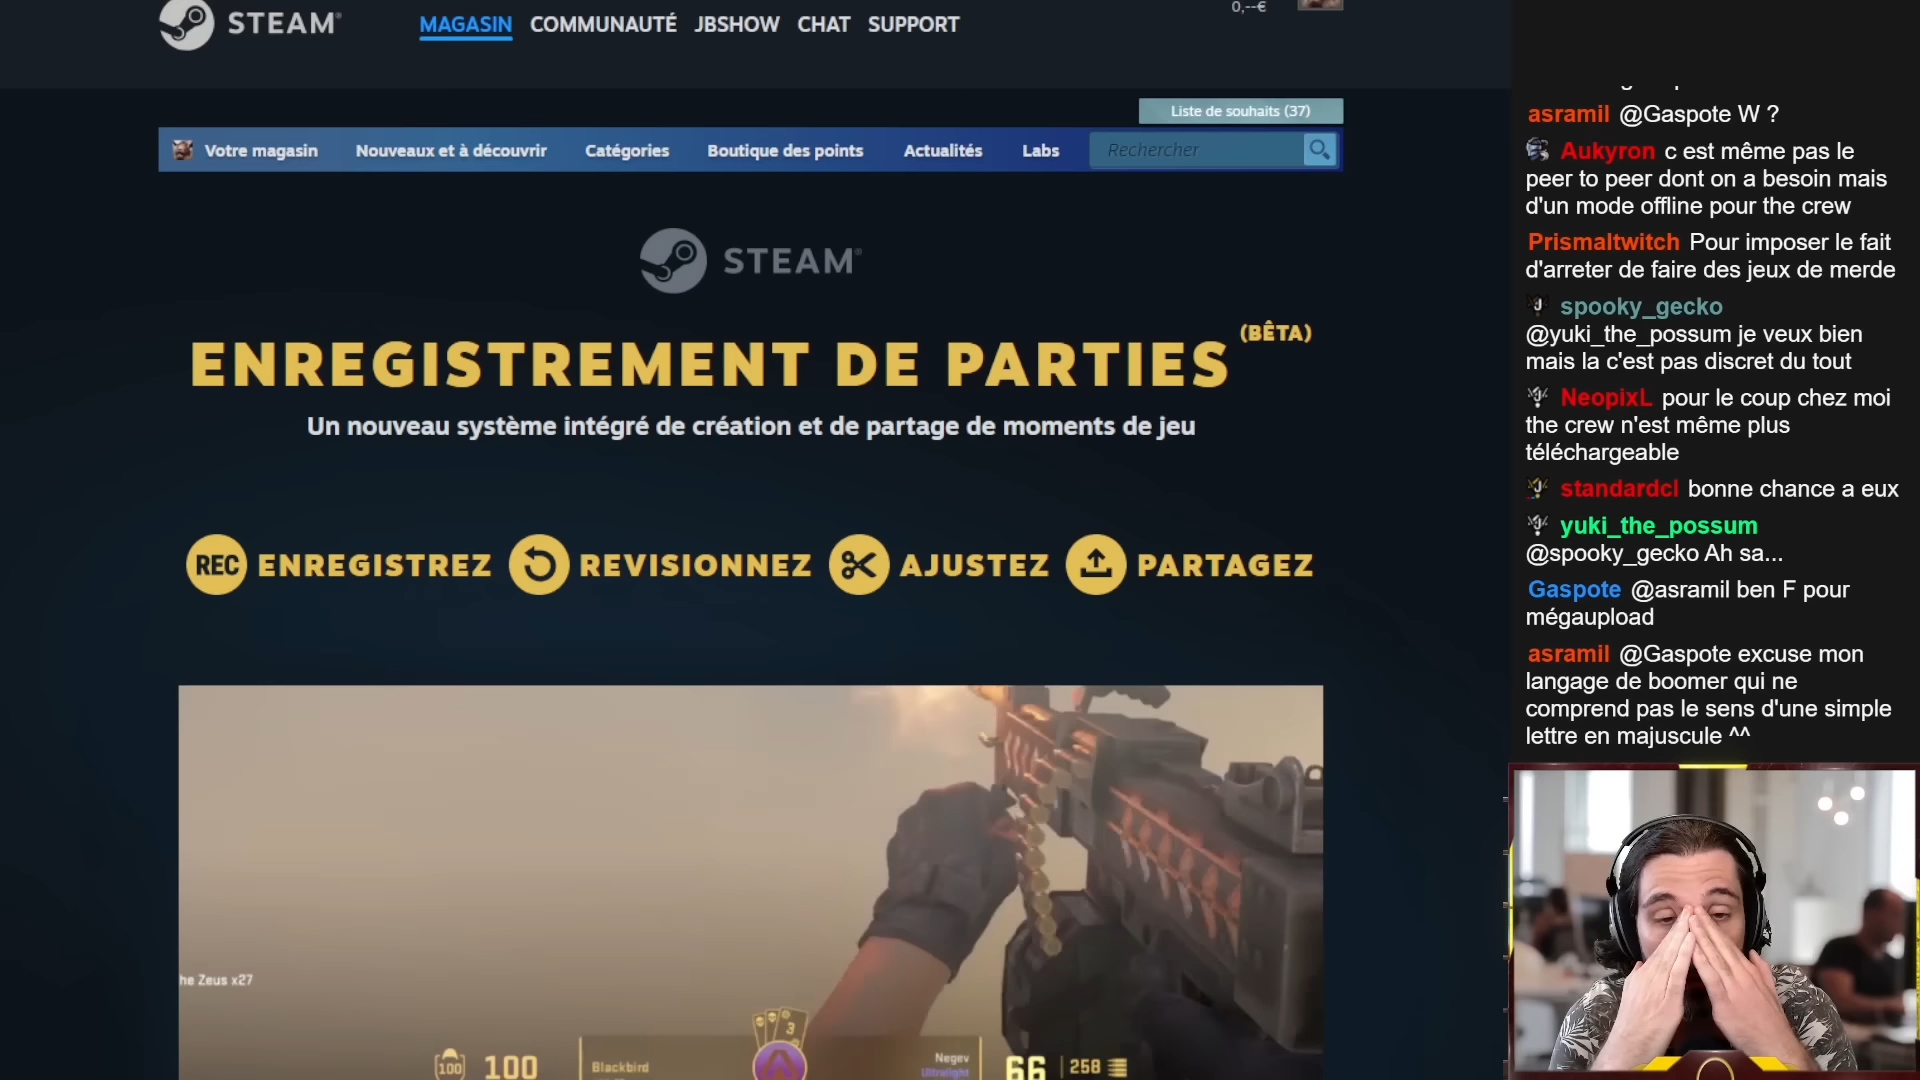 STEAM
MAGASIN COMMUNAUTÉ JBSHOW CHAT SUPPORT
0,--€
Liste de souhaits (37)
Votre magasin Nouveaux et à découvrir Catégories Boutique des points Actualités Labs Rechercher
STEAM
ENREGISTREMENT DE PARTIES (BÊTA)
Un nouveau système intégré de création et de partage de moments de jeu
REC ENREGISTREZ REVISIONNEZ AJUSTEZ PARTAGEZ
he Zeus x27
3
100 100 Blackbird Negev 66 258
Ultralight
asramil @Gaspote W ?
Aukyron c est même pas le
peer to peer dont on a besoin mais
d'un mode offline pour the crew
Prismaltwitch Pour imposer le fait
d'arreter de faire des jeux de merde
spooky_gecko
@yuki_the_possum je veux bien
mais la c'est pas discret du tout
NeopixL pour le coup chez moi
the crew n'est même plus
téléchargeable
standardcl bonne chance a eux
yuki_the_possum
@spooky_gecko Ah sa...
Gaspote @asramil ben F pour
mégaupload
asramil @Gaspote excuse mon
langage de boomer qui ne
comprend pas le sens d'une simple
lettre en majuscule ^^